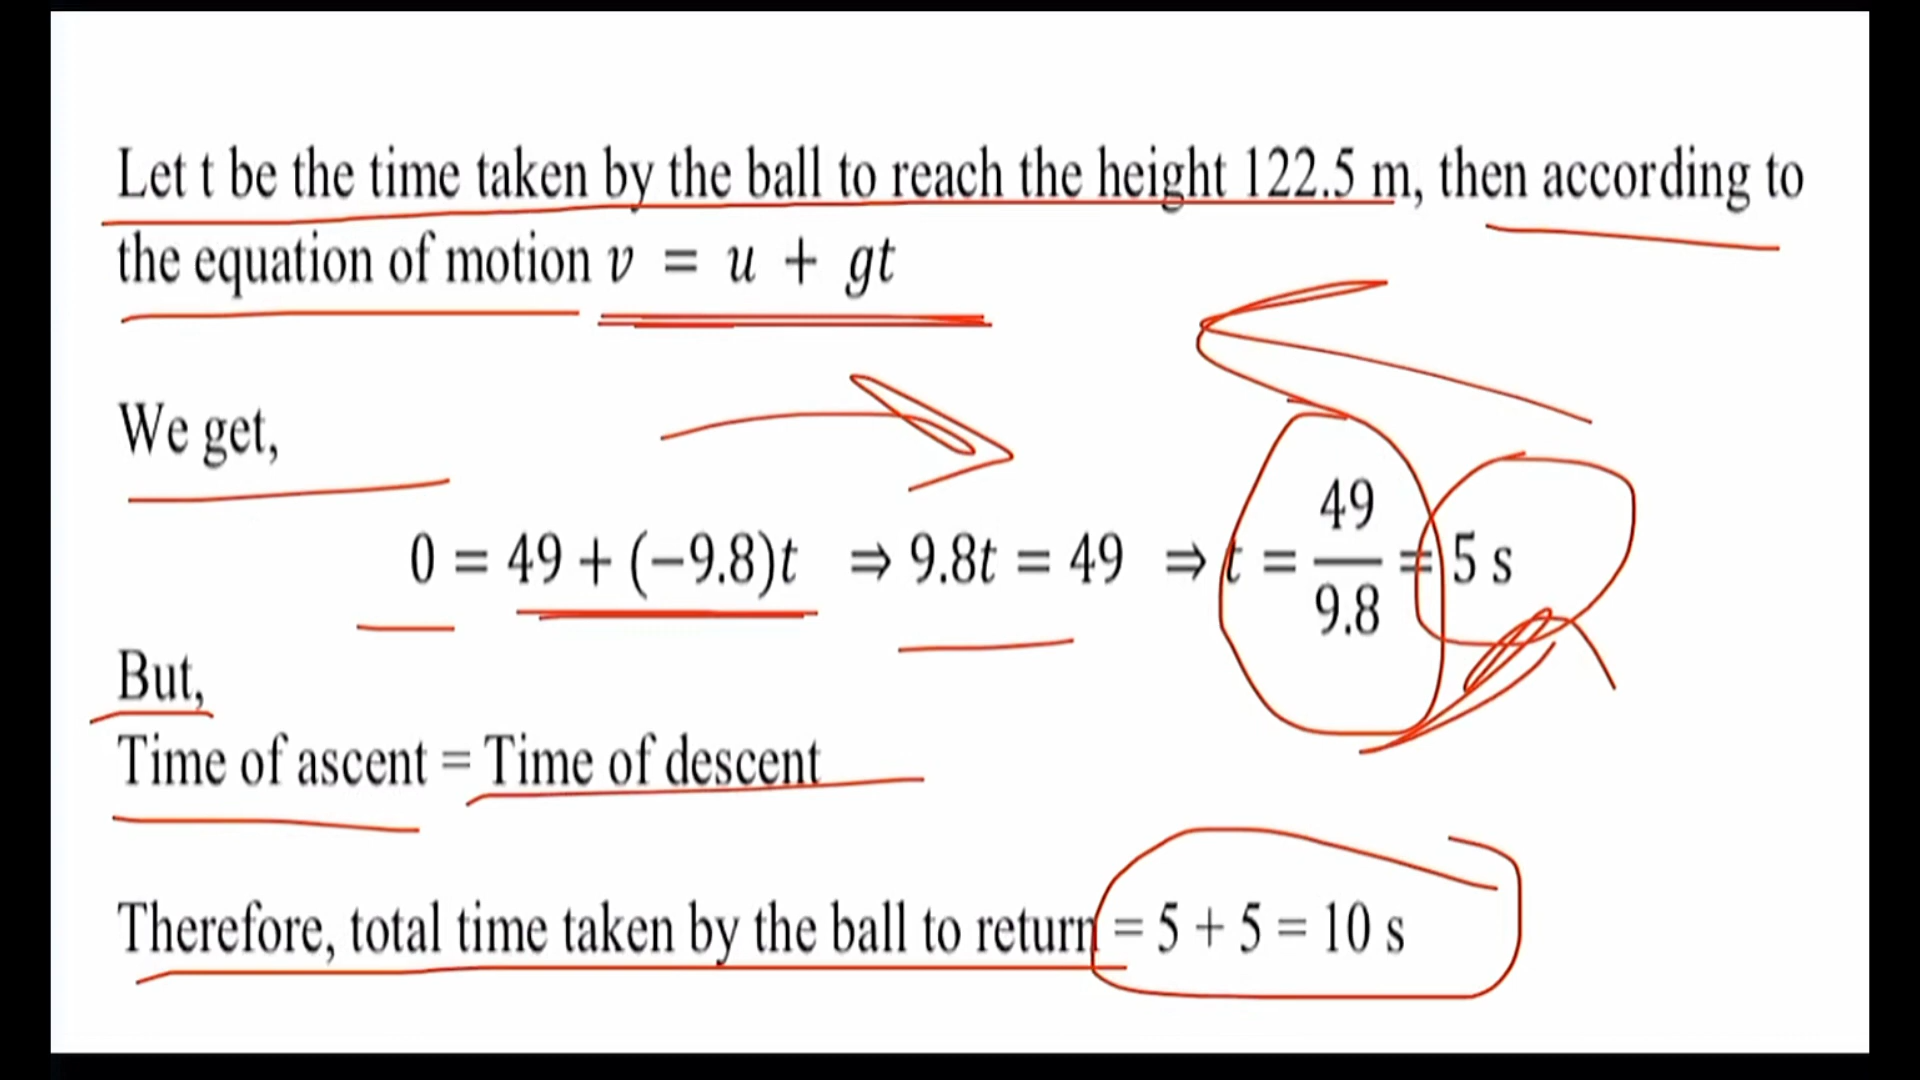 Let t be the time taken by the ball to reach the height 122.5 m, then according to
the equation of motion v = u + gt
We get,
0 = 49 + (−9.8)t ⇒ 9.8t = 49 ⇒ t = 49/9.8 = 5 s
But,
Time of ascent = Time of descent
Therefore, total time taken by the ball to return = 5 + 5 = 10 s